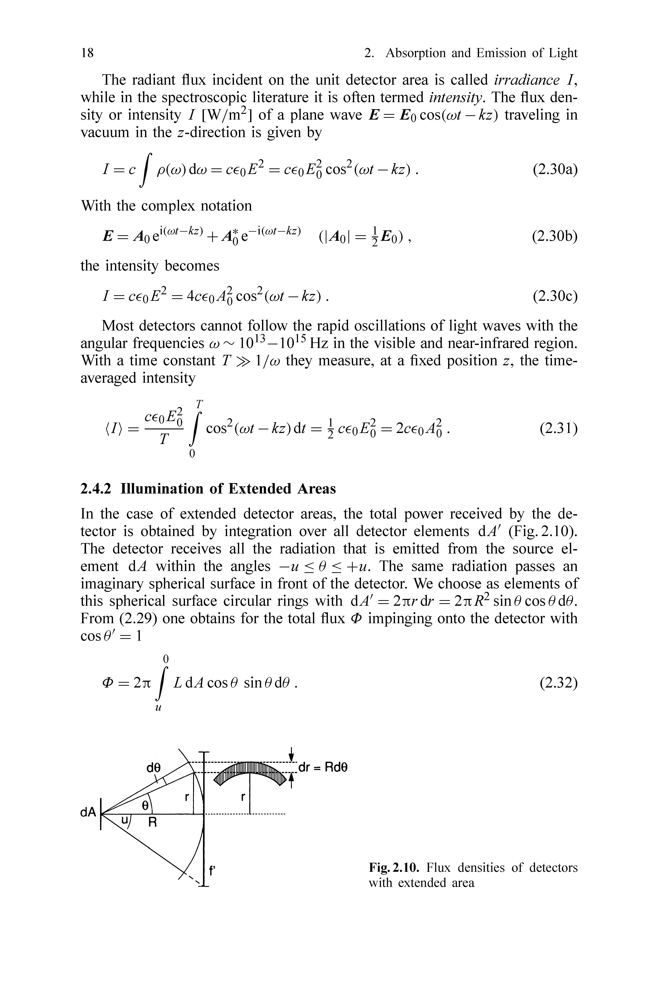 18 2. Absorption and Emission of Light
The radiant flux incident on the unit detector area is called irradiance I,
while in the spectroscopic literature it is often termed intensity. The flux den-
sity or intensity I [W/m²] of a plane wave E = E₀ cos(ωt − kz) traveling in
vacuum in the z-direction is given by
I = c ∫ ρ(ω) dω = cϵ₀E² = cϵ₀E₀² cos²(ωt − kz) . (2.30a)
With the complex notation
E = A₀ e^{i(ωt−kz)} + A₀* e^{−i(ωt−kz)} (|A₀| = ½E₀) , (2.30b)
the intensity becomes
I = cϵ₀E² = 4cϵ₀A₀² cos²(ωt − kz) . (2.30c)
Most detectors cannot follow the rapid oscillations of light waves with the
angular frequencies ω ∼ 10¹³–10¹⁵ Hz in the visible and near-infrared region.
With a time constant T ≫ 1/ω they measure, at a fixed position z, the time-
averaged intensity
⟨I⟩ = \frac{cϵ₀E₀²}{T} ∫_0^T cos²(ωt − kz) dt = ½ cϵ₀E₀² = 2cϵ₀A₀² . (2.31)
2.4.2 Illumination of Extended Areas
In the case of extended detector areas, the total power received by the de-
tector is obtained by integration over all detector elements dA′ (Fig. 2.10).
The detector receives all the radiation that is emitted from the source el-
ement dA within the angles −u ≤ θ ≤ +u. The same radiation passes an
imaginary spherical surface in front of the detector. We choose as elements of
this spherical surface circular rings with dA′ = 2πr dr = 2πR² sin θ cos θ dθ.
From (2.29) one obtains for the total flux Φ impinging onto the detector with
cos θ′ = 1
Φ = 2π ∫_u^0 L dA cos θ sin θ dθ . (2.32)
dθ
dr = Rdθ
r
r
θ
dA
u
R
f'
Fig. 2.10. Flux densities of detectors
with extended area